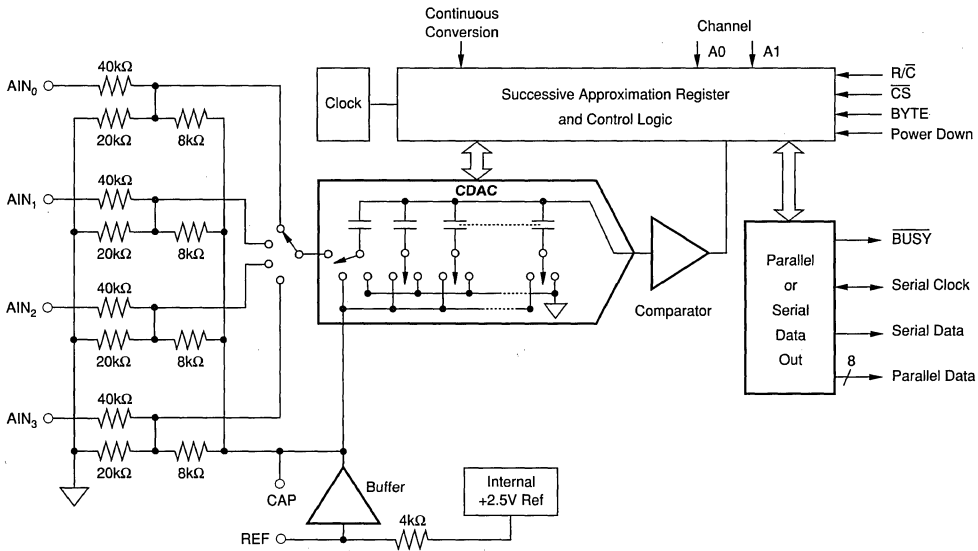 Continuous
Conversion
Channel
A0
A1
40kΩ
AIN0
20kΩ
8kΩ
Clock
Successive Approximation Register
and Control Logic
R/C̅
C̅S̅
BYTE
Power Down
40kΩ
AIN1
20kΩ
8kΩ
CDAC
Comparator
40kΩ
AIN2
20kΩ
8kΩ
Parallel
or
Serial
Data
Out
B̅U̅S̅Y̅
Serial Clock
Serial Data
8
Parallel Data
40kΩ
AIN3
20kΩ
8kΩ
CAP
Buffer
Internal
+2.5V Ref
4kΩ
REF